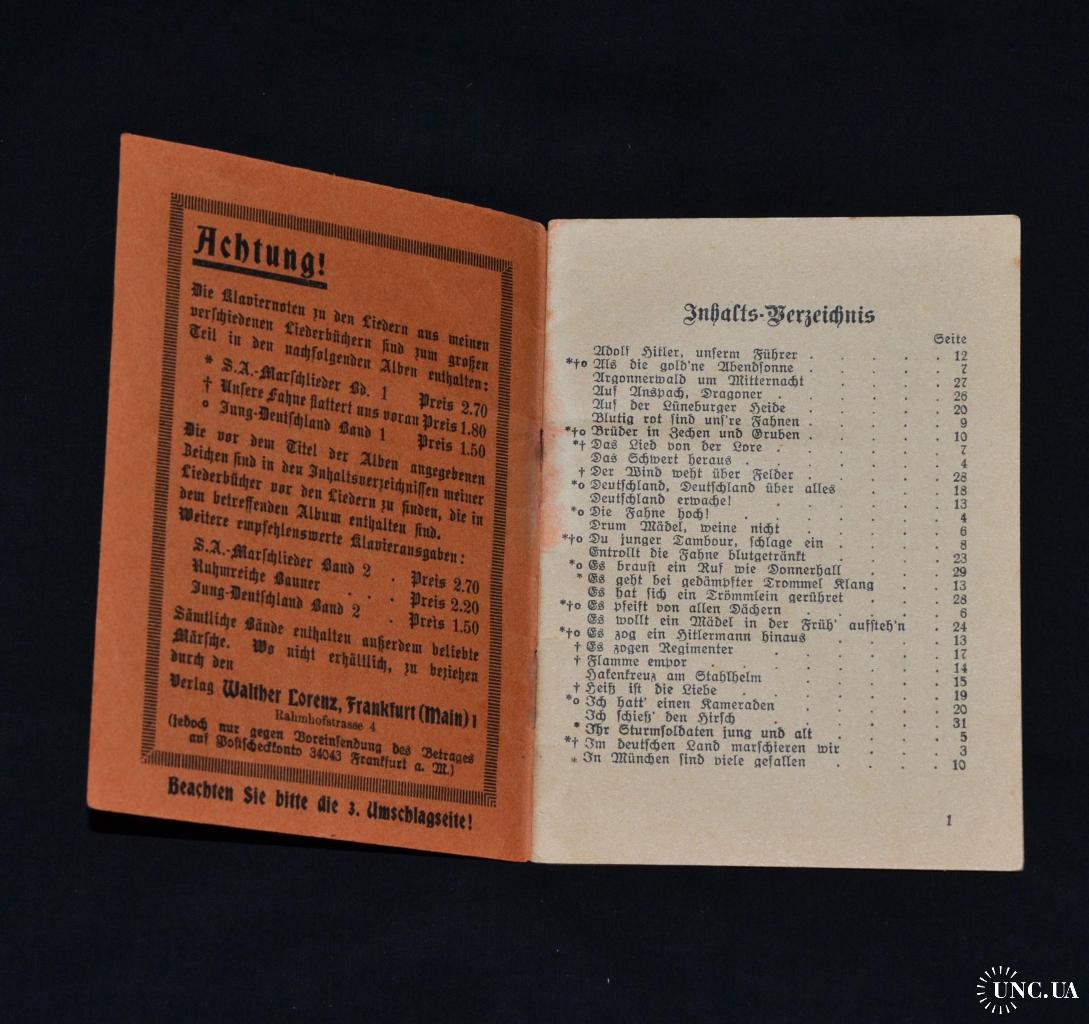 Achtung!
Die Klaviernoten zu den Liedern aus meinen
verschiedenen Liederbüchern sind zum großen
Teil in den nachfolgenden Alben enthalten:
* S.A.-Marschlieder Bd. 1 Preis 2.70
† Unsere Fahne flattert uns voran Preis 1.80
° Jung-Deutschland Band 1 Preis 1.50
Die vor dem Titel der Alben angegebenen
Zeichen sind in den Inhaltsverzeichnissen meiner
Liederbücher vor den Liedern zu finden, die in
dem betreffenden Album enthalten sind.
Weitere empfehlenswerte Klavierausgaben:
S.A.-Marschlieder Band 2 . Preis 2.70
Ruhmreiche Banner . . . Preis 2.20
Jung-Deutschland Band 2 . Preis 1.50
Sämtliche Bände enthalten außerdem beliebte
Märsche. Wo nicht erhältlich, zu beziehen
durch den
Verlag Walther Lorenz, Frankfurt (Main) 1
Rahmhofstrasse 4
(jedoch nur gegen Voreinsendung des Betrages
auf Postscheckkonto 34043 Frankfurt a. M.)
Beachten Sie bitte die 3. Umschlagseite!
Inhalts-Verzeichnis
Seite
Adolf Hitler, unserm Führer . . . . . 12
*†o Als die gold'ne Abendsonne . . . . . 7
Argonnerwald um Mitternacht . . . . 27
Auf Anspach, Dragoner . . . . . . 26
Auf der Lüneburger Heide . . . . . 20
Blutig rot sind uns're Fahnen . . . . . 9
*†o Brüder in Zechen und Gruben . . . . . 10
*† Das Lied von der Lore . . . . . . 7
Das Schwert heraus . . . . . . . 4
† Der Wind weht über Felder . . . . . 28
*o Deutschland, Deutschland über alles . . . 18
Deutschland erwache! . . . . . . 13
*o Die Fahne hoch! . . . . . . . 4
Drum Mädel, weine nicht . . . . . 6
*†o Du junger Tambour, schlage ein . . . . 8
Entrollt die Fahne blutgetränkt . . . . 23
*o Es braust ein Ruf wie Donnerhall . . . . 29
* Es geht bei gedämpfter Trommel Klang . . . 13
Es hat sich ein Trömmlein gerühret . . . 28
*†o Es pfeift von allen Dächern . . . . . 6
Es wollt ein Mädel in der Früh' aufsteh'n . . 24
*†o Es zog ein Hitlermann hinaus . . . . . 13
† Es zogen Regimenter . . . . . . 17
† Flamme empor . . . . . . . 14
Hakenkreuz am Stahlhelm . . . . . 15
† Heiß ist die Liebe . . . . . . . 19
*o Ich hatt' einen Kameraden . . . . . 20
Ich schieß' den Hirsch . . . . . . 31
* Ihr Sturmsoldaten jung und alt . . . . . 5
*† Im deutschen Land marschieren wir . . . . 3
* In München sind viele gefallen . . . . . 10
1
UNC.UA